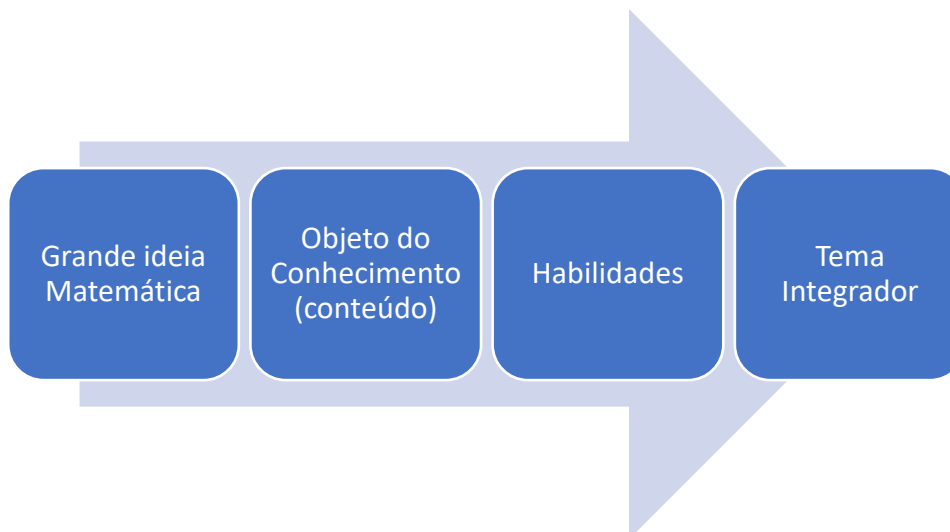 Grande ideia
Matemática
Objeto do
Conhecimento
(conteúdo)
Habilidades
Tema
Integrador